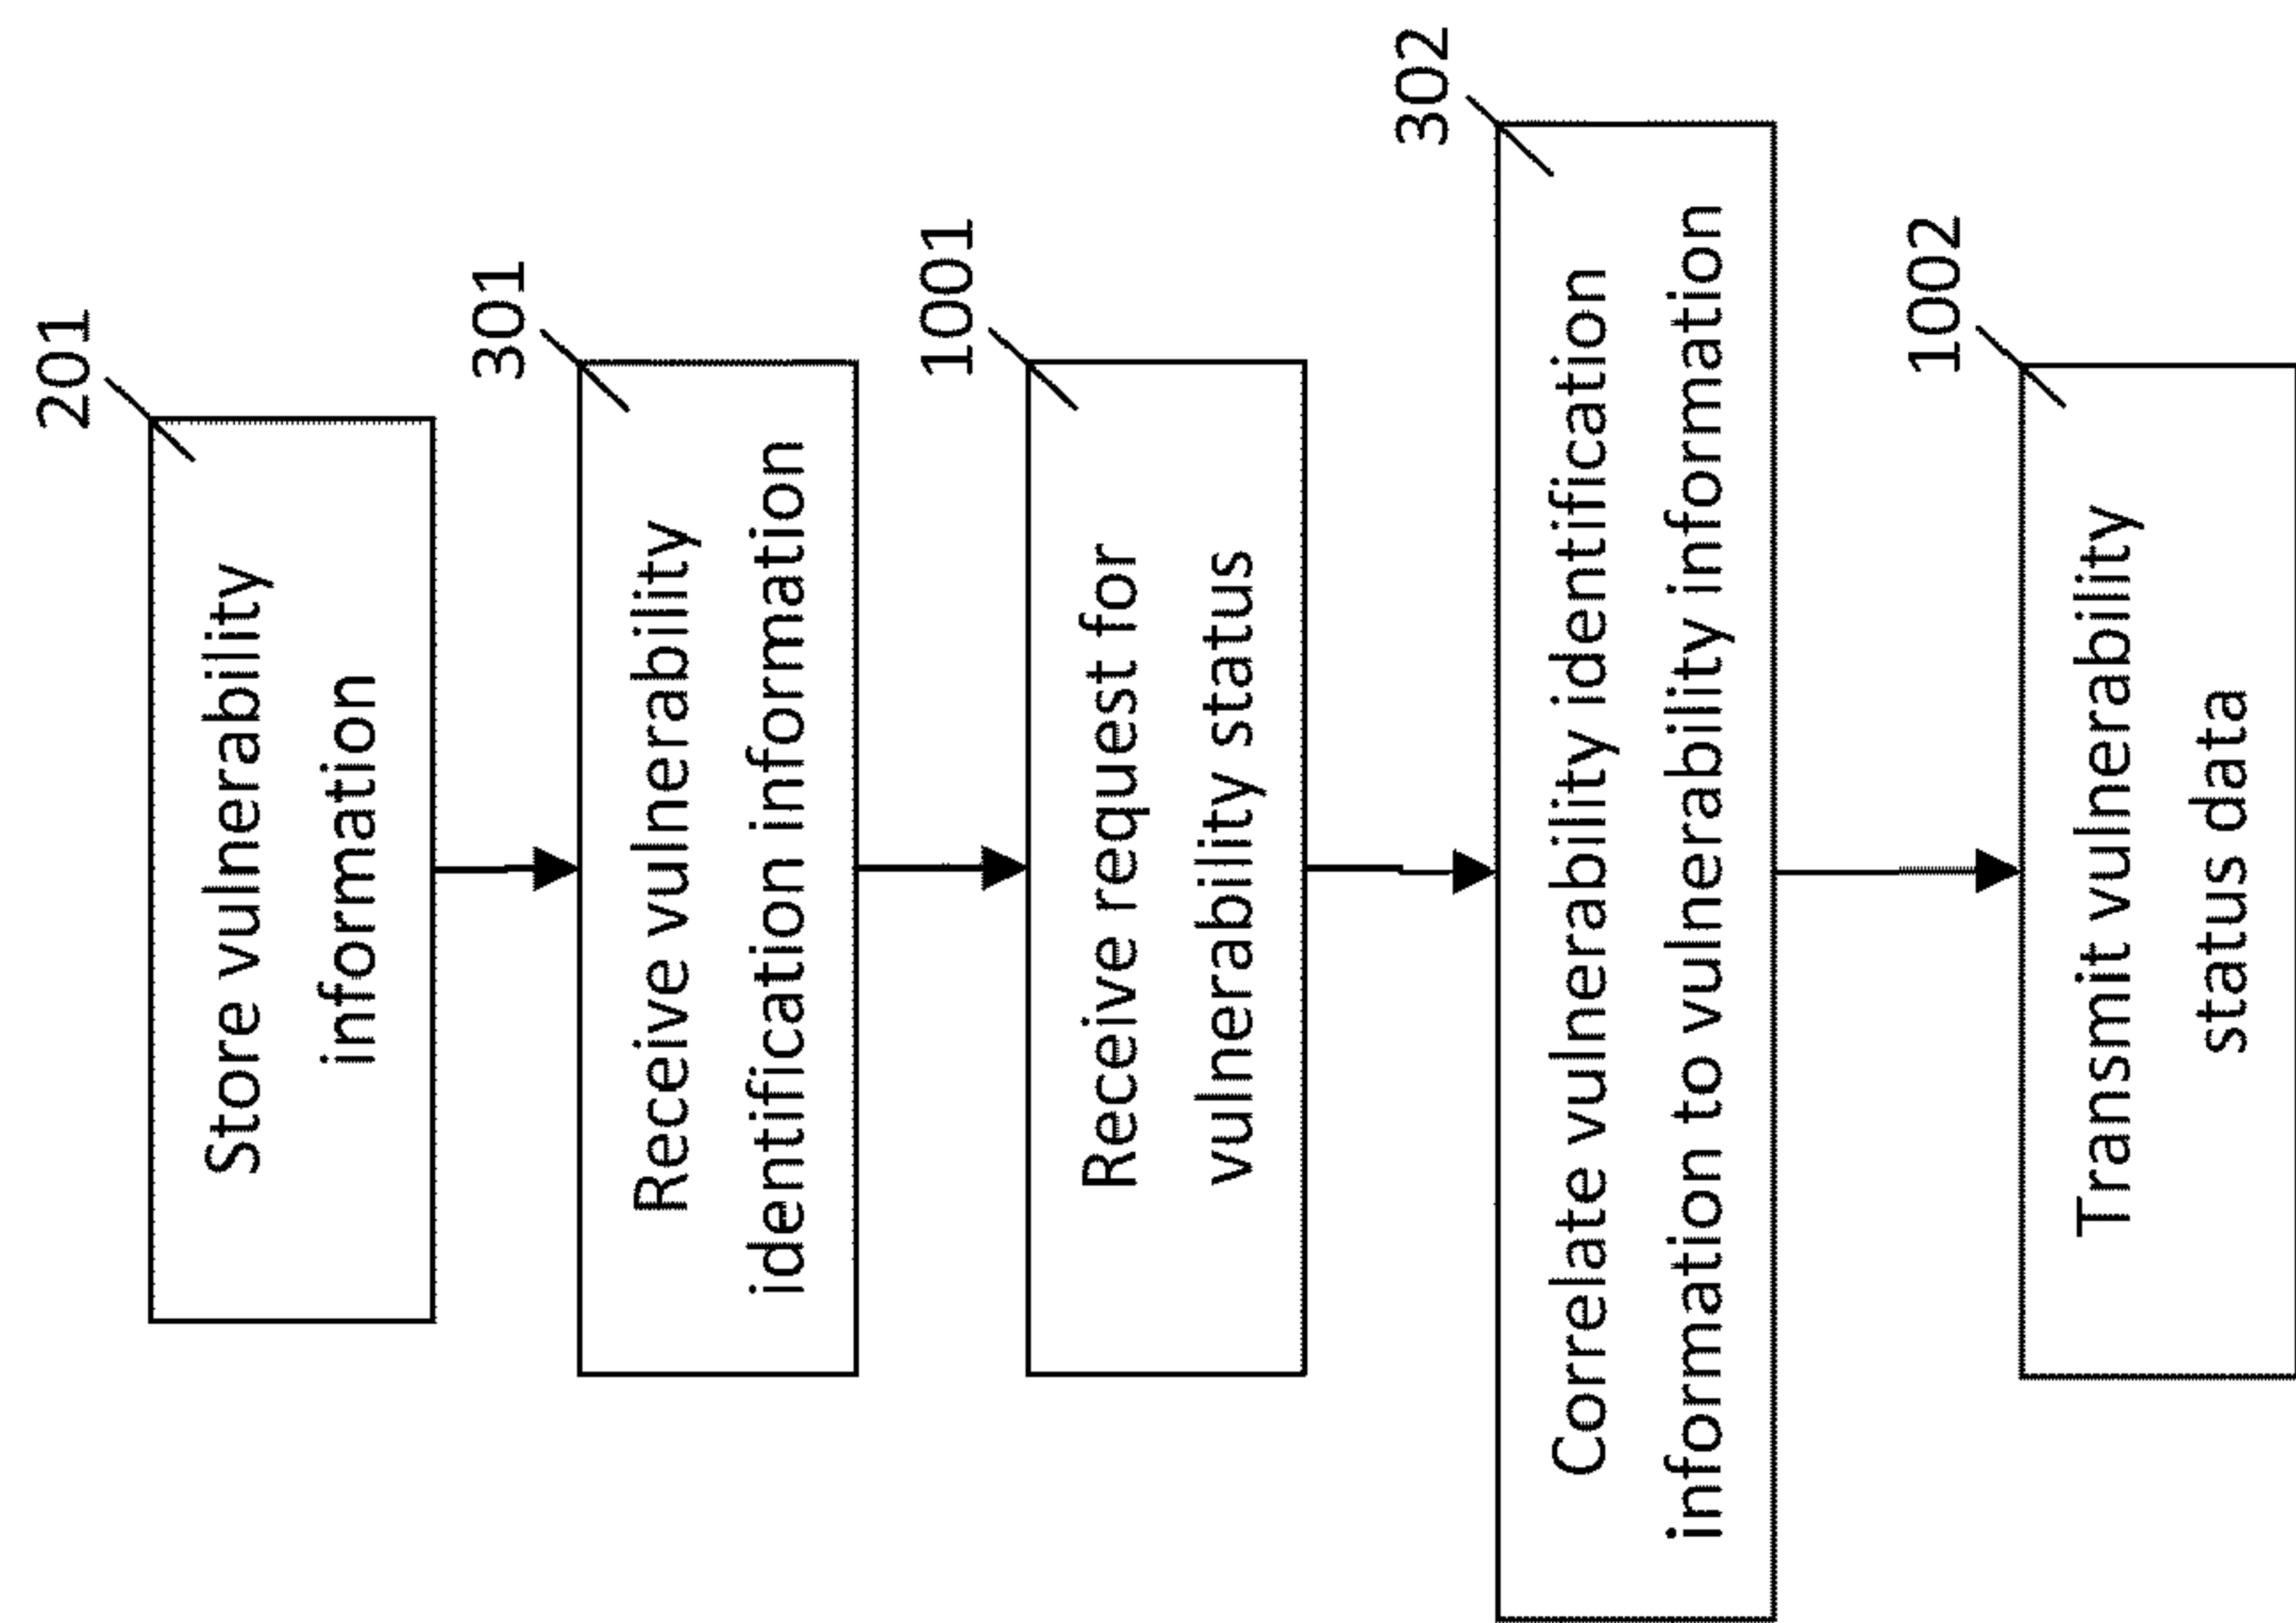 201
Store vulnerability
information
301
Receive vulnerability
identification information
1001
Receive request for
vulnerability status
302
Correlate vulnerability identification
information to vulnerability information
1002
Transmit vulnerability
status data